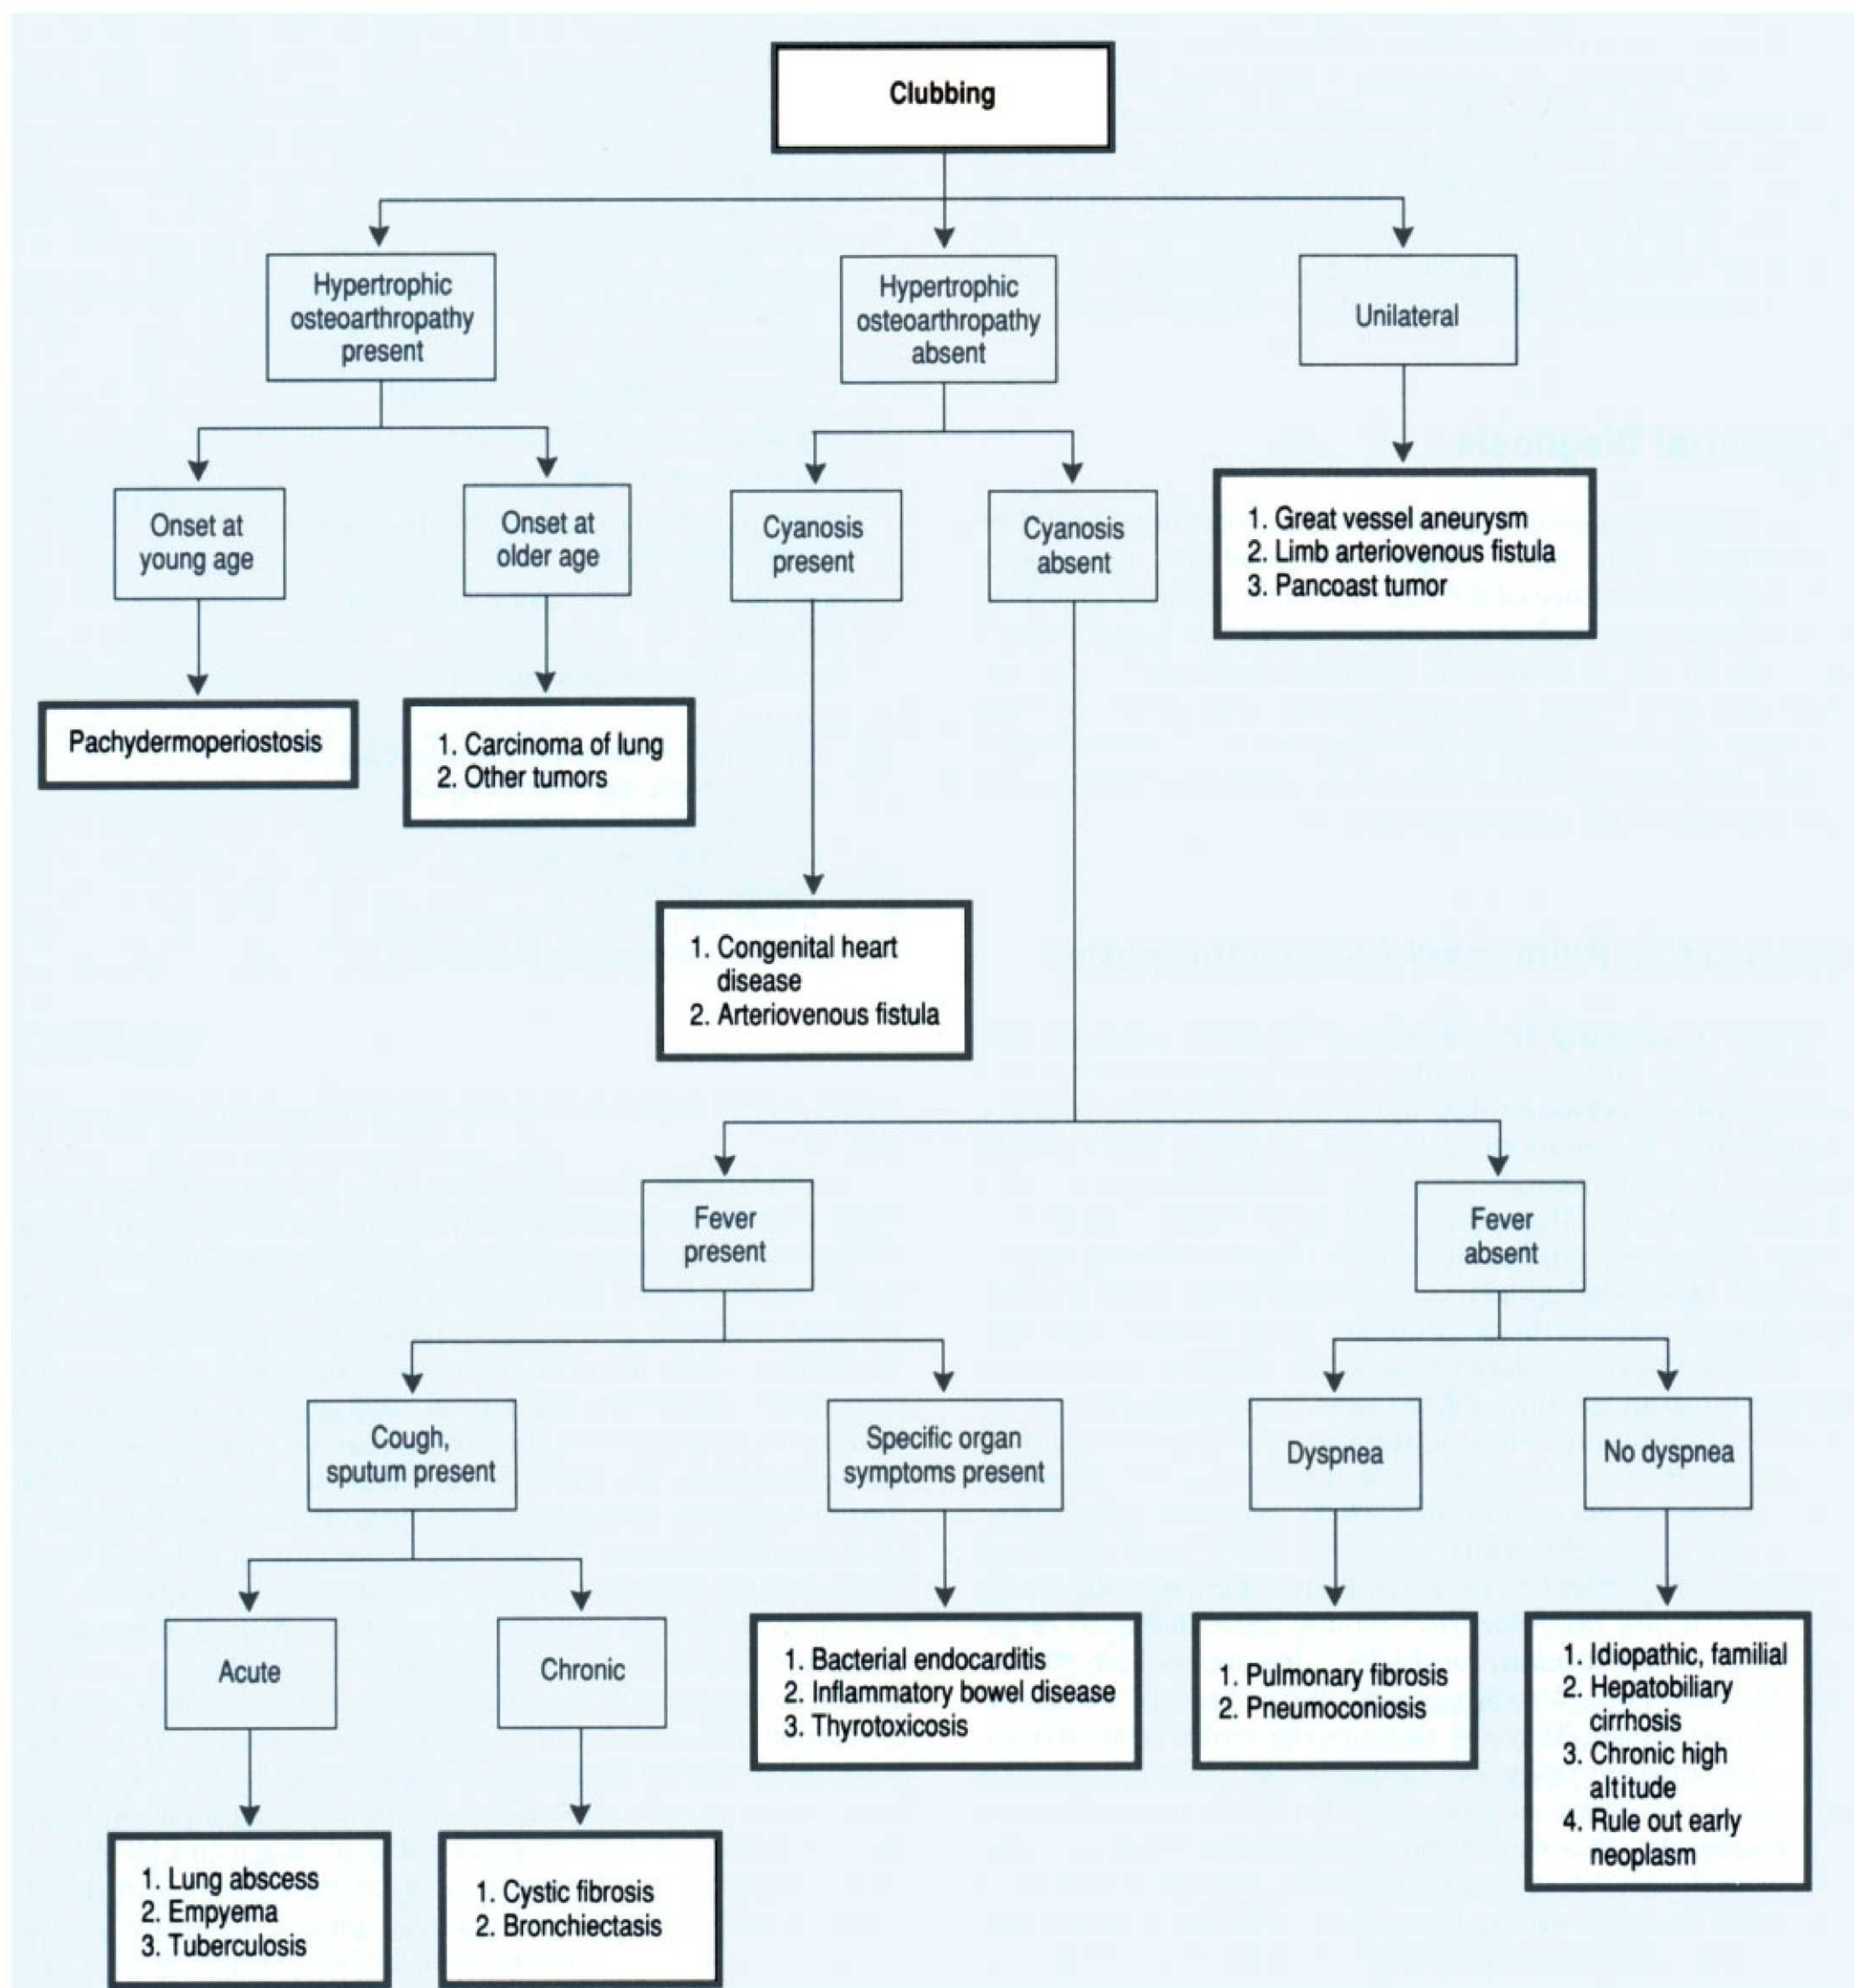 Clubbing
Hypertrophic
osteoarthropathy
present
Hypertrophic
osteoarthropathy
absent
Unilateral
Onset at
young age
Onset at
older age
Cyanosis
present
Cyanosis
absent
1. Great vessel aneurysm
2. Limb arteriovenous fistula
3. Pancoast tumor
Pachydermoperiostosis
1. Carcinoma of lung
2. Other tumors
1. Congenital heart
disease
2. Arteriovenous fistula
Fever
present
Fever
absent
Cough,
sputum present
Specific organ
symptoms present
Dyspnea
No dyspnea
Acute
Chronic
1. Bacterial endocarditis
2. Inflammatory bowel disease
3. Thyrotoxicosis
1. Pulmonary fibrosis
2. Pneumoconiosis
1. Idiopathic, familial
2. Hepatobiliary
cirrhosis
3. Chronic high
altitude
4. Rule out early
neoplasm
1. Lung abscess
2. Empyema
3. Tuberculosis
1. Cystic fibrosis
2. Bronchiectasis